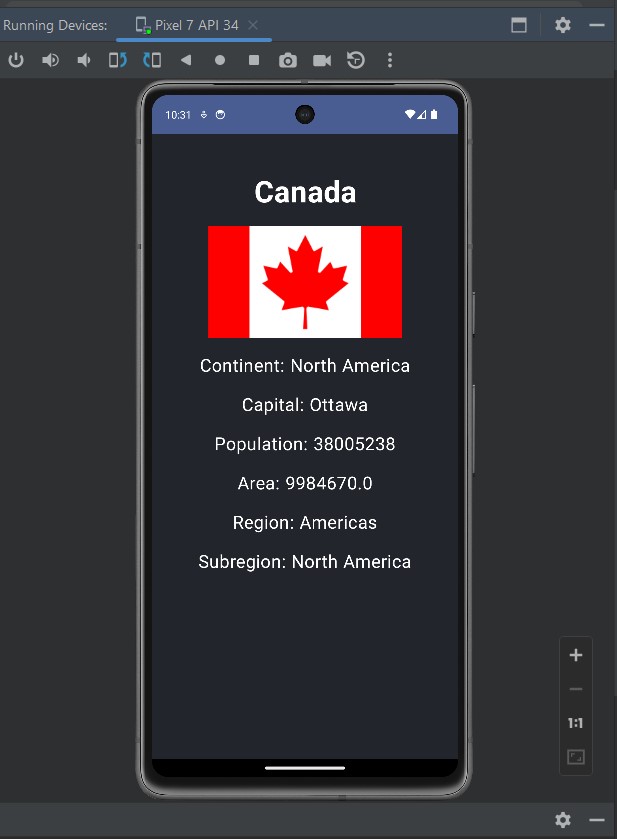 Running Devices: Pixel 7 API 34
10:31
Canada
Continent: North America
Capital: Ottawa
Population: 38005238
Area: 9984670.0
Region: Americas
Subregion: North America
1:1